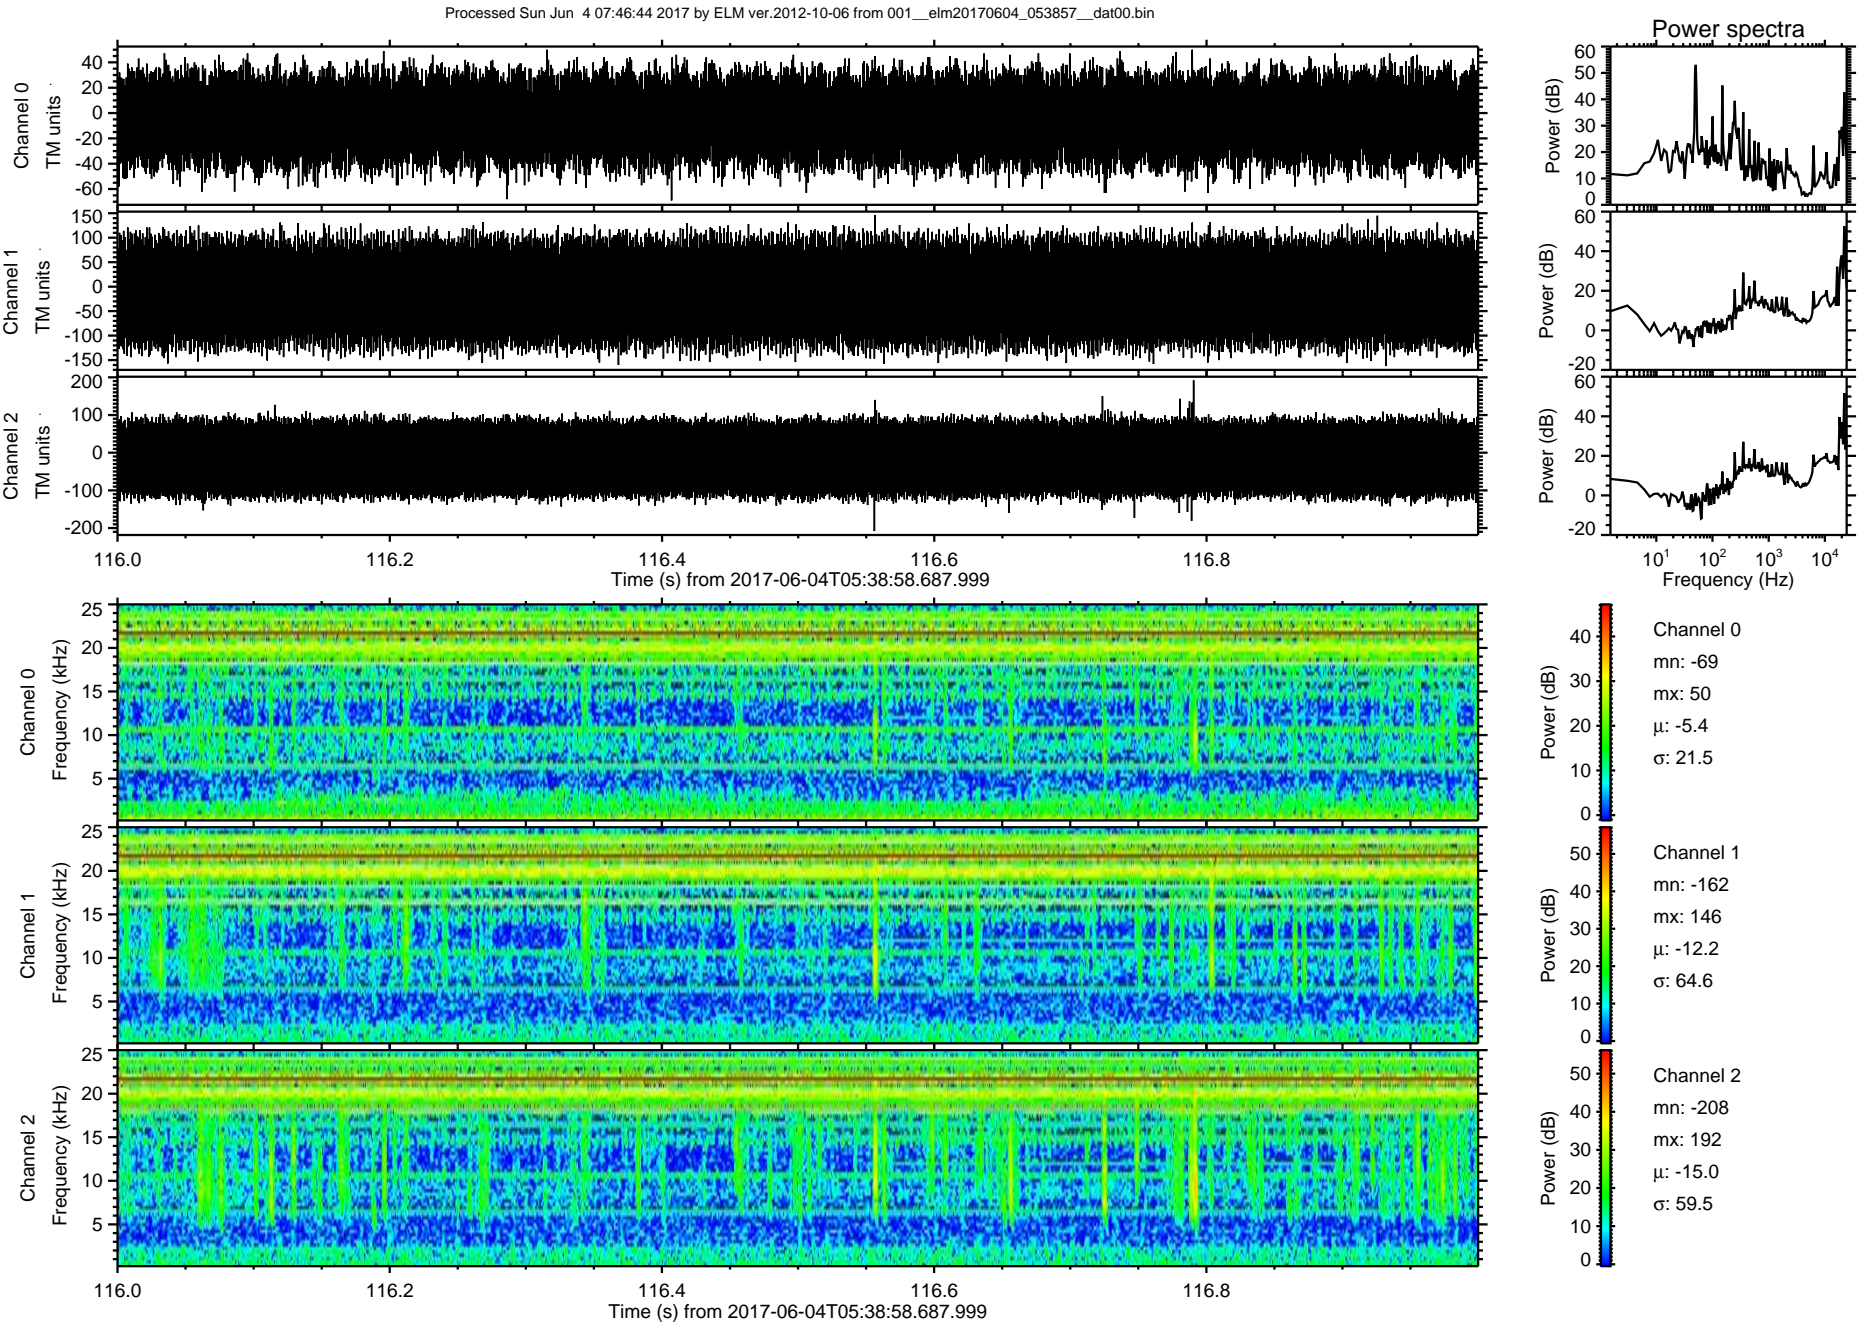 Processed Sun Jun  4 07:46:44 2017 by ELM ver.2012-10-06 from 001__elm20170604_053857__dat00.bin
Power spectra
Channel 0
TM units
40
20
0
-20
-40
-60
Power (dB)
60
50
40
30
20
10
0
Channel 1
TM units
150
100
50
0
-50
-100
-150
Power (dB)
60
40
20
0
-20
Channel 2
TM units
200
100
0
-100
-200
Power (dB)
60
40
20
0
-20
116.0 116.2 116.4 116.6 116.8
Time (s) from 2017-06-04T05:38:58.687.999
10^1 10^2 10^3 10^4
Frequency (Hz)
Channel 0
Frequency (kHz)
25
20
15
10
5
Power (dB)
40
30
20
10
0
Channel 0
mn: -69
mx: 50
μ: -5.4
σ: 21.5
Channel 1
Frequency (kHz)
25
20
15
10
5
Power (dB)
50
40
30
20
10
0
Channel 1
mn: -162
mx: 146
μ: -12.2
σ: 64.6
Channel 2
Frequency (kHz)
25
20
15
10
5
Power (dB)
50
40
30
20
10
0
Channel 2
mn: -208
mx: 192
μ: -15.0
σ: 59.5
116.0 116.2 116.4 116.6 116.8
Time (s) from 2017-06-04T05:38:58.687.999